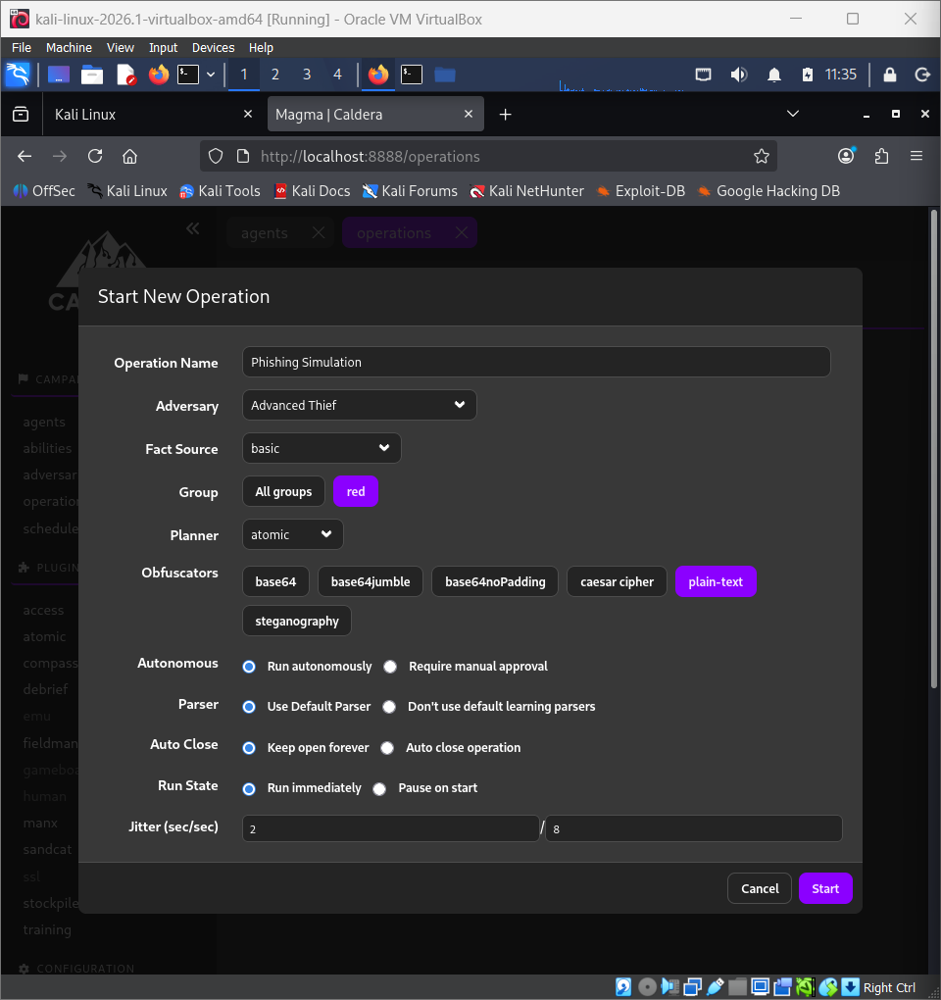 kali-linux-2026.1-virtualbox-amd64 [Running] - Oracle VM VirtualBox
File Machine View Input Devices Help
1 2 3 4 11:35
Kali Linux Magma | Caldera
http://localhost:8888/operations
OffSec Kali Linux Kali Tools Kali Docs Kali Forums Kali NetHunter Exploit-DB Google Hacking DB
agents operations
Start New Operation
Operation Name Phishing Simulation
Adversary Advanced Thief
Fact Source basic
Group All groups red
Planner atomic
Obfuscators base64 base64jumble base64noPadding caesar cipher plain-text
steganography
Autonomous Run autonomously Require manual approval
Parser Use Default Parser Don't use default learning parsers
Auto Close Keep open forever Auto close operation
Run State Run immediately Pause on start
Jitter (sec/sec) 2 / 8
Cancel Start
CA
CAMPA
agents
abilities
adversar
operation
schedule
PLUGIN
access
atomic
compass
debrief
emu
fieldman
gameboa
human
manx
sandcat
ssl
stockpile
training
CONFIGURATION
Right Ctrl